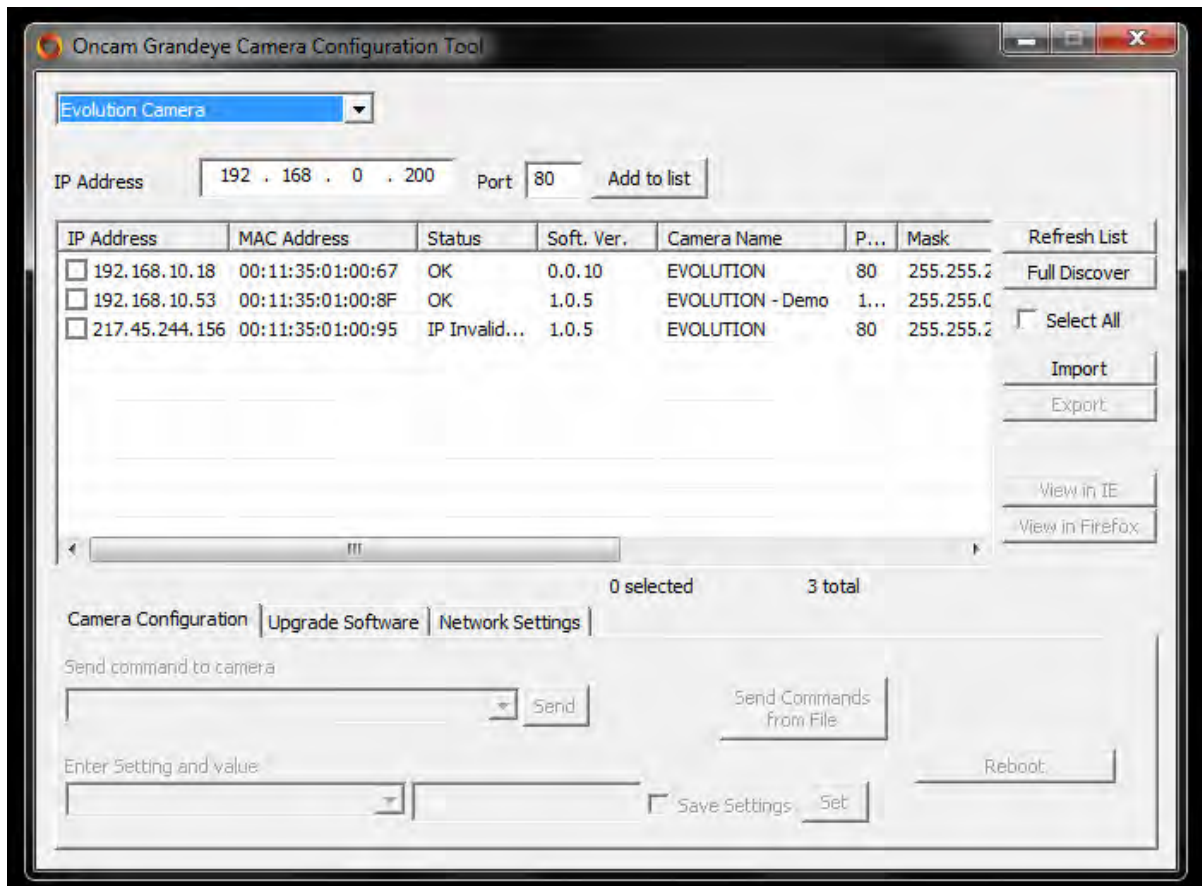 Oncam Grandeye Camera Configuration Tool
Evolution Camera
IP Address 192 . 168 . 0 . 200 Port 80 Add to list
IP Address MAC Address Status Soft. Ver. Camera Name P... Mask
192.168.10.18 00:11:35:01:00:67 OK 0.0.10 EVOLUTION 80 255.255.2
192.168.10.53 00:11:35:01:00:8F OK 1.0.5 EVOLUTION - Demo 1... 255.255.0
217.45.244.156 00:11:35:01:00:95 IP Invalid... 1.0.5 EVOLUTION 80 255.255.2
Refresh List
Full Discover
Select All
Import
Export
View in IE
View in Firefox
0 selected 3 total
Camera Configuration Upgrade Software Network Settings
Send command to camera
Send
Send Commands
from File
Enter Setting and value
Reboot
Save Settings Set